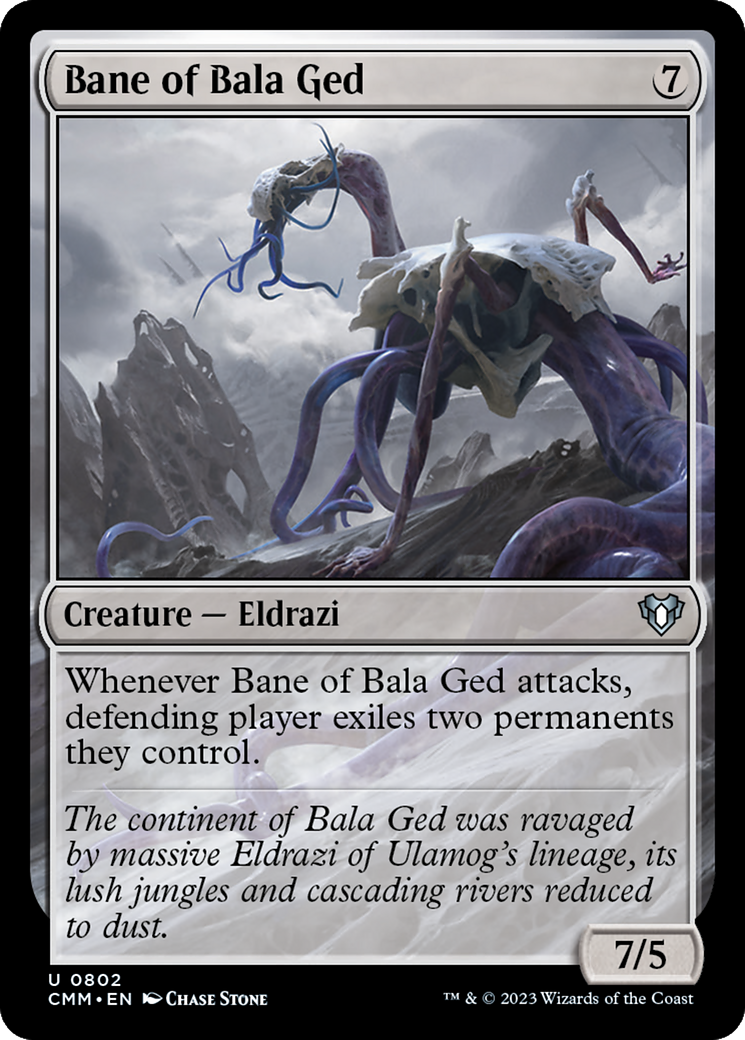 Bane of Bala Ged
7
Creature — Eldrazi
Whenever Bane of Bala Ged attacks,
defending player exiles two permanents
they control.
The continent of Bala Ged was ravaged
by massive Eldrazi of Ulamog's lineage, its
lush jungles and cascading rivers reduced
to dust.
7/5
U 0802
CMM • EN Chase Stone
™ & © 2023 Wizards of the Coast